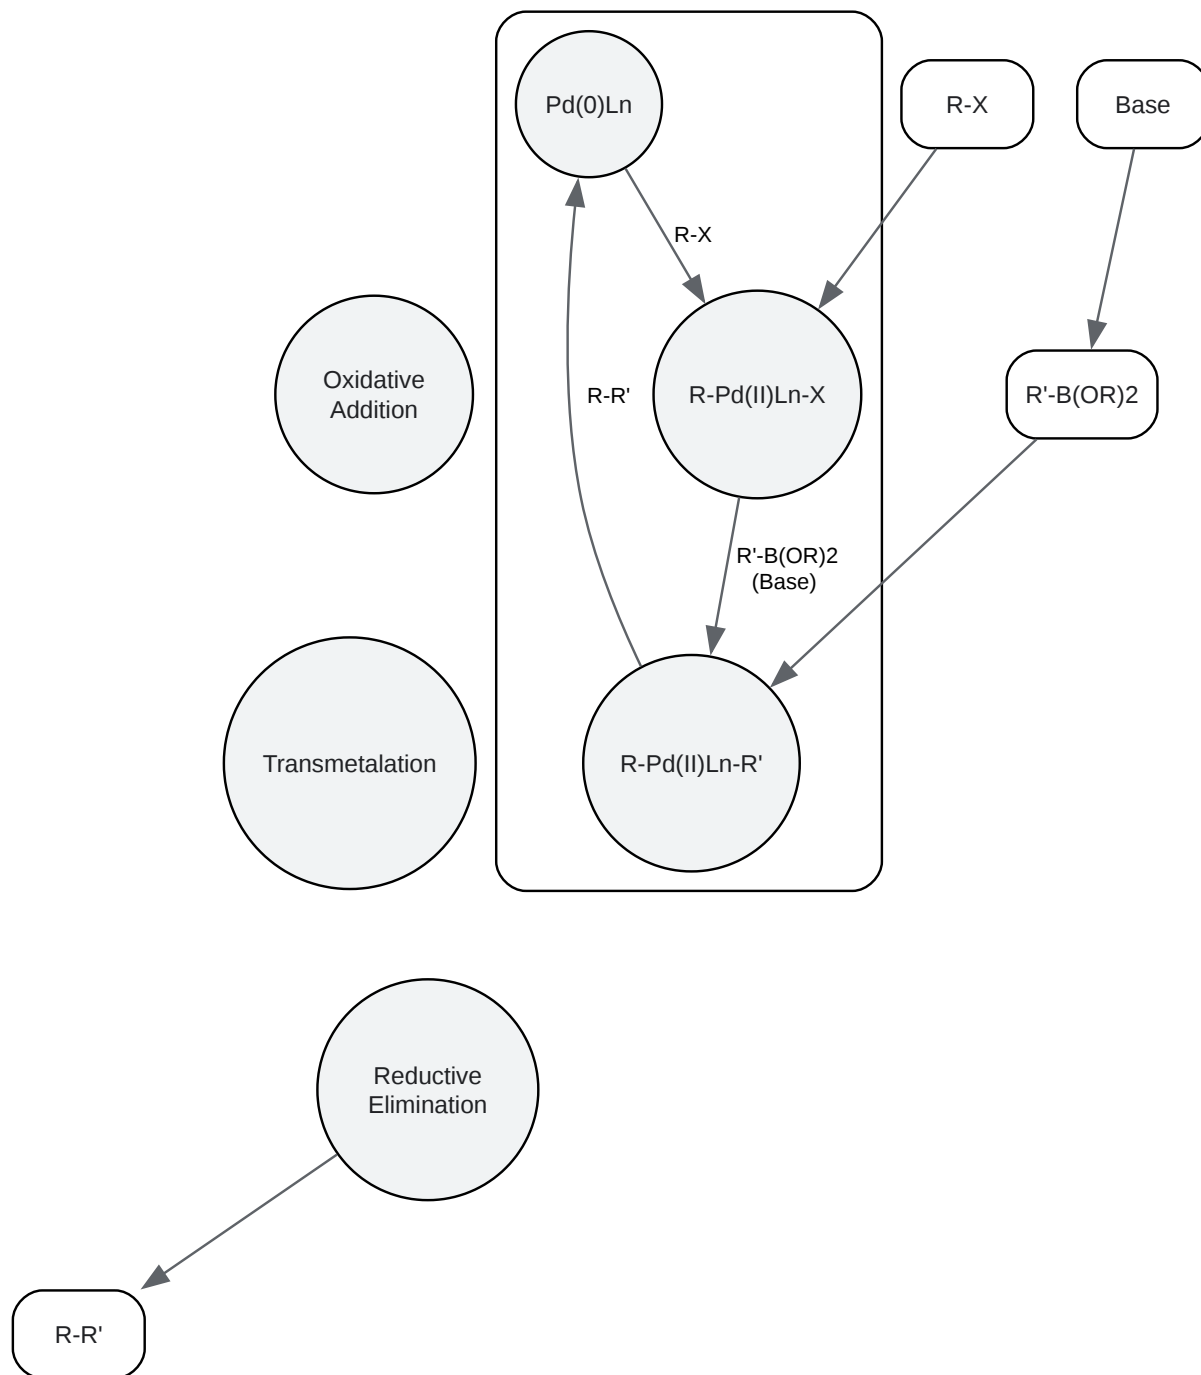 Pd(0)Ln
R-X
Base
R-X
Oxidative
Addition
R-R'
R-Pd(II)Ln-X
R'-B(OR)2
R'-B(OR)2
(Base)
Transmetalation
R-Pd(II)Ln-R'
Reductive
Elimination
R-R'